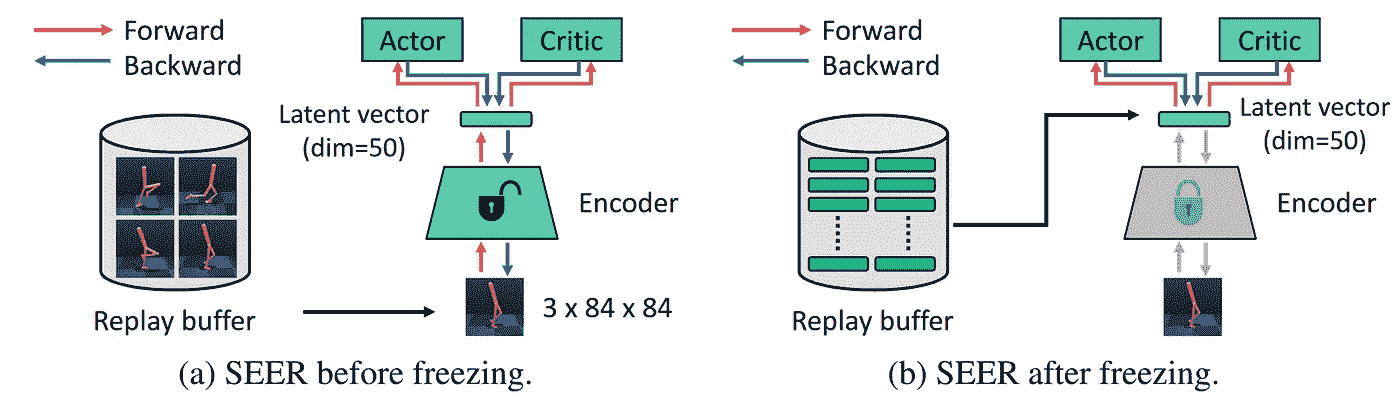 Forward
Backward
Actor
Critic
Latent vector
(dim=50)
Encoder
Replay buffer
3 x 84 x 84
(a) SEER before freezing.
Forward
Backward
Actor
Critic
Latent vector
(dim=50)
Encoder
Replay buffer
(b) SEER after freezing.